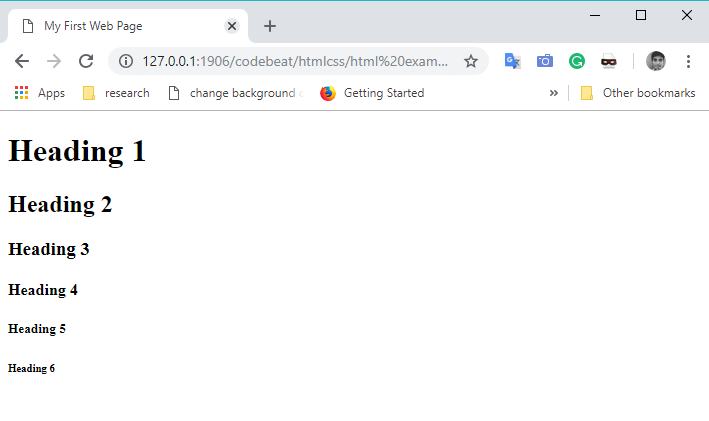 My First Web Page
127.0.0.1:1906/codebeat/htmlcss/html%20exam...
Apps research change background Getting Started » Other bookmarks
Heading 1
Heading 2
Heading 3
Heading 4
Heading 5
Heading 6